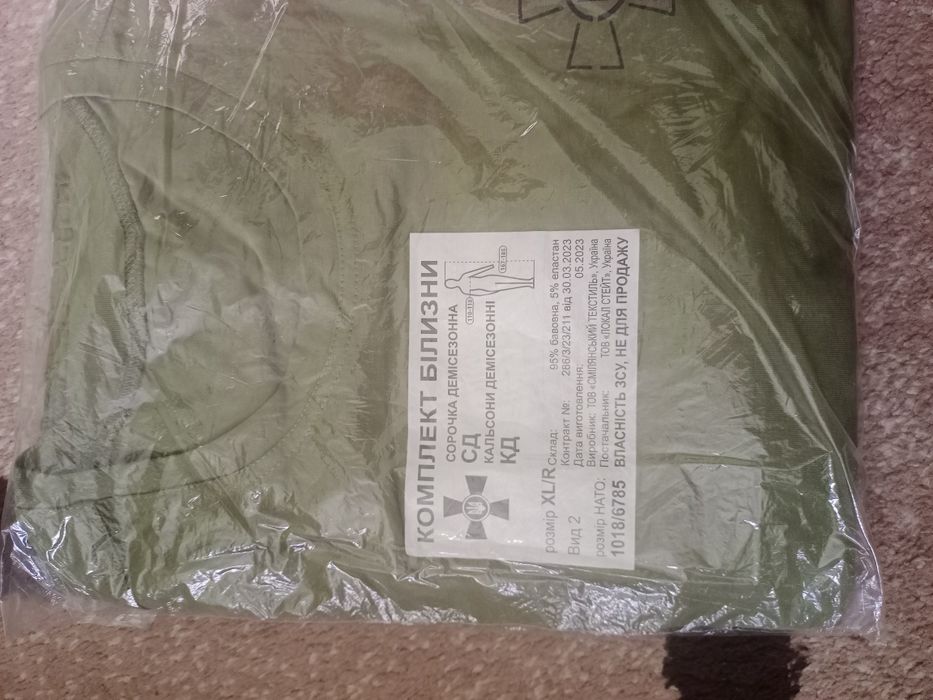 КОМПЛЕКТ БІЛИЗНИ
СОРОЧКА ДЕМІСЕЗОННА
СД
КАЛЬСОНИ ДЕМІСЕЗОННІ
КД
розмір XL/R
Вид 2
розмір НАТО:
1018/6785
Склад: 95% бавовна, 5% еластан
Контракт №: 286/3/23/211 від 30.03.2023
Дата виготовлення: 05.2023
Виробник: ТОВ «СМІЛЯНСЬКИЙ ТЕКСТИЛЬ», Україна
Постачальник: ТОВ «ЛОКАЛ СТЕЙТ», Україна
ВЛАСНІСТЬ ЗСУ, НЕ ДЛЯ ПРОДАЖУ